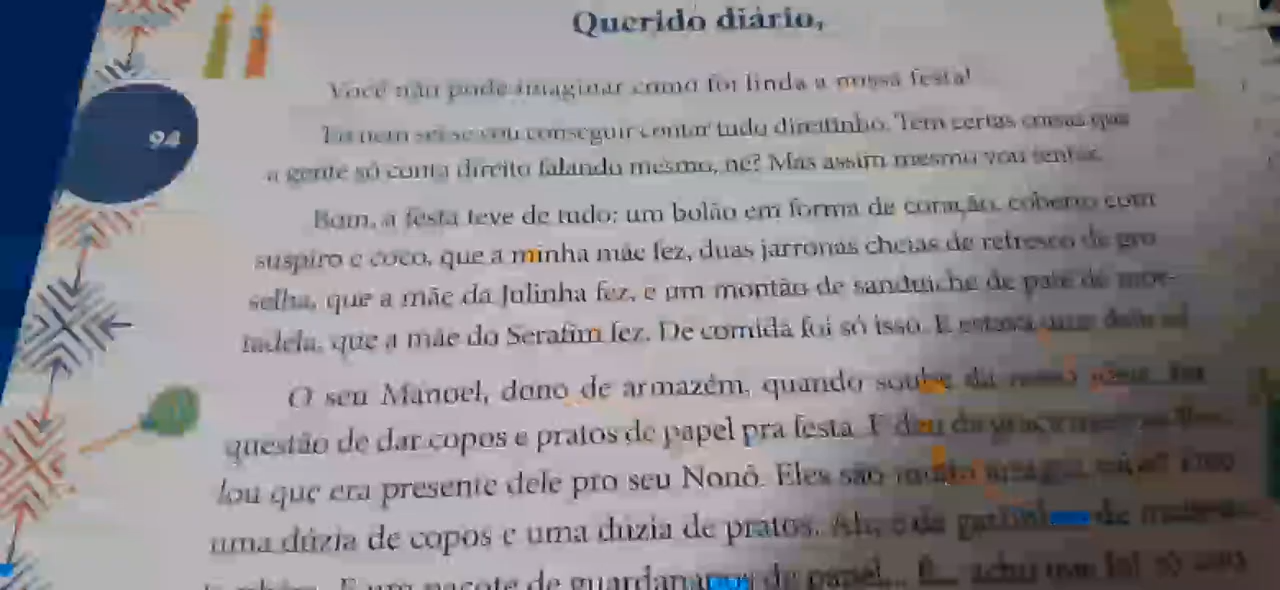 Querido diário,
94
Você não pode imaginar como foi linda a nossa festa!
Eu nem sei se vou conseguir contar tudo direitinho. Tem certas coisas que
a gente só conta direito falando mesmo, né? Mas assim mesmo vou tentar.
Bom, a festa teve de tudo: um bolão em forma de coração, coberto com
suspiro e coco, que a minha mãe fez, duas jarronas cheias de refresco de gro
selha, que a mãe da Julinha fez, e um montão de sanduíche de patê de mor-
tadela, que a mãe do Serafim fez. De comida foi só isso. E estava
O seu Manoel, dono de armazém, quando soube da
questão de dar copos e pratos de papel pra festa. E deu de
lou que era presente dele pro seu Nonô. Eles são muito
uma dúzia de copos e uma dúzia de pratos. Ah, e de
E um pacote de guardanapos de papel... só